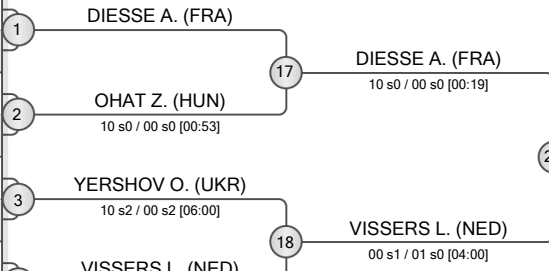 DIESSE A. (FRA)
1
17
DIESSE A. (FRA)
10 s0 / 00 s0 [00:19]
OHAT Z. (HUN)
2
10 s0 / 00 s0 [00:53]
YERSHOV O. (UKR)
3
10 s2 / 00 s2 [06:00]
18
VISSERS L. (NED)
00 s1 / 01 s0 [04:00]
VISSERS L. (NED)